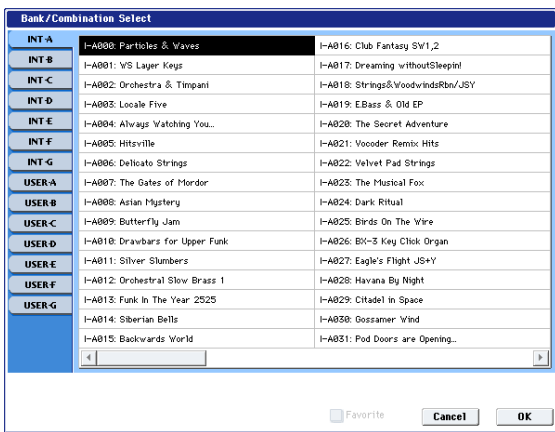 Bank/Combination Select
INT-A
INT-B
INT-C
INT-D
INT-E
INT-F
INT-G
USER-A
USER-B
USER-C
USER-D
USER-E
USER-F
USER-G
I-A000: Particles & Waves
I-A001: WS Layer Keys
I-A002: Orchestra & Timpani
I-A003: Locale Five
I-A004: Always Watching You...
I-A005: Hitsville
I-A006: Delicato Strings
I-A007: The Gates of Mordor
I-A008: Asian Mystery
I-A009: Butterfly Jam
I-A010: Drawbars for Upper Funk
I-A011: Silver Slumbers
I-A012: Orchestral Slow Brass 1
I-A013: Funk In The Year 2525
I-A014: Siberian Bells
I-A015: Backwards World
I-A016: Club Fantasy SW1,2
I-A017: Dreaming withoutSleepin!
I-A018: Strings&WoodwindsRbn/JSY
I-A019: E.Bass & Old EP
I-A020: The Secret Adventure
I-A021: Vocoder Remix Hits
I-A022: Velvet Pad Strings
I-A023: The Musical Fox
I-A024: Dark Ritual
I-A025: Birds On The Wire
I-A026: BX-3 Key Click Organ
I-A027: Eagle's Flight JS+Y
I-A028: Havana By Night
I-A029: Citadel in Space
I-A030: Gossamer Wind
I-A031: Pod Doors are Opening...
Favorite
Cancel
OK